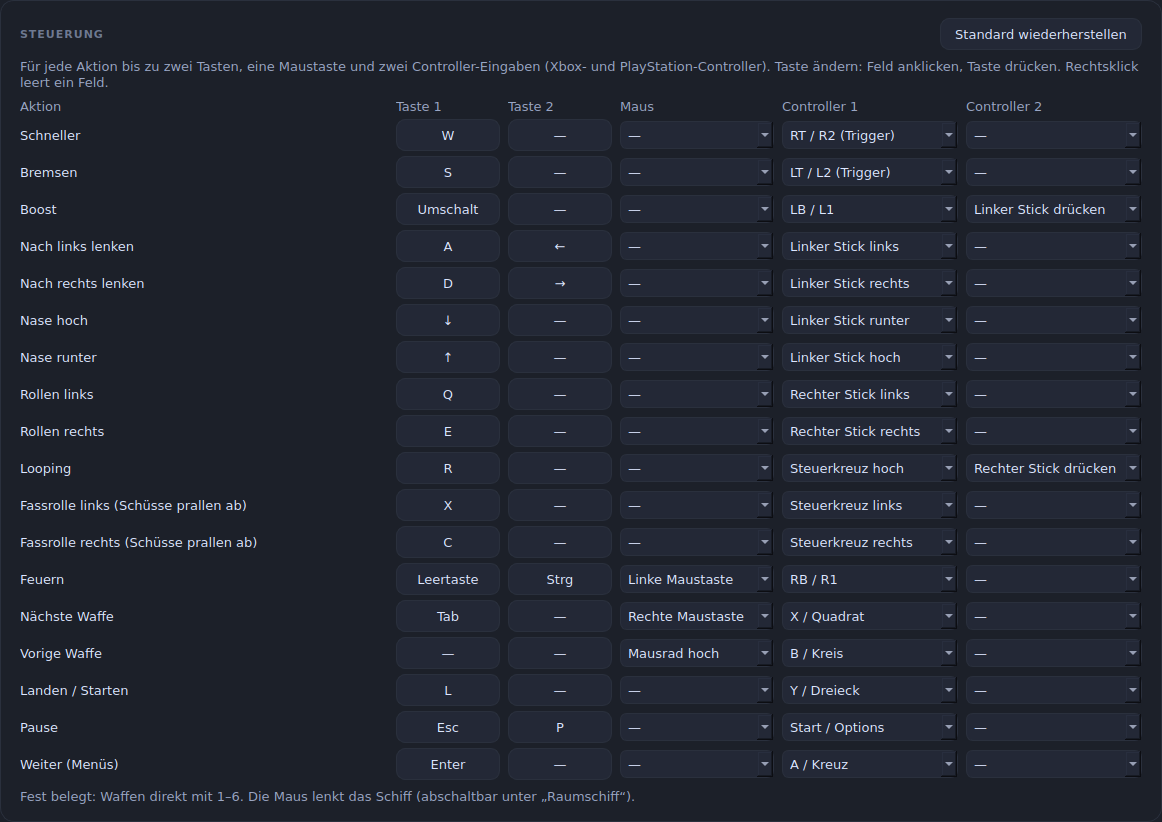 STEUERUNG
Standard wiederherstellen
Für jede Aktion bis zu zwei Tasten, eine Maustaste und zwei Controller-Eingaben (Xbox- und PlayStation-Controller). Taste ändern: Feld anklicken, Taste drücken. Rechtsklick
leert ein Feld.
Aktion Taste 1 Taste 2 Maus Controller 1 Controller 2
Schneller W — — RT / R2 (Trigger) —
Bremsen S — — LT / L2 (Trigger) —
Boost Umschalt — — LB / L1 Linker Stick drücken
Nach links lenken A ← — Linker Stick links —
Nach rechts lenken D → — Linker Stick rechts —
Nase hoch ↓ — — Linker Stick runter —
Nase runter ↑ — — Linker Stick hoch —
Rollen links Q — — Rechter Stick links —
Rollen rechts E — — Rechter Stick rechts —
Looping R — — Steuerkreuz hoch Rechter Stick drücken
Fassrolle links (Schüsse prallen ab) X — — Steuerkreuz links —
Fassrolle rechts (Schüsse prallen ab) C — — Steuerkreuz rechts —
Feuern Leertaste Strg Linke Maustaste RB / R1 —
Nächste Waffe Tab — Rechte Maustaste X / Quadrat —
Vorige Waffe — — Mausrad hoch B / Kreis —
Landen / Starten L — — Y / Dreieck —
Pause Esc P — Start / Options —
Weiter (Menüs) Enter — — A / Kreuz —
Fest belegt: Waffen direkt mit 1–6. Die Maus lenkt das Schiff (abschaltbar unter „Raumschiff“).